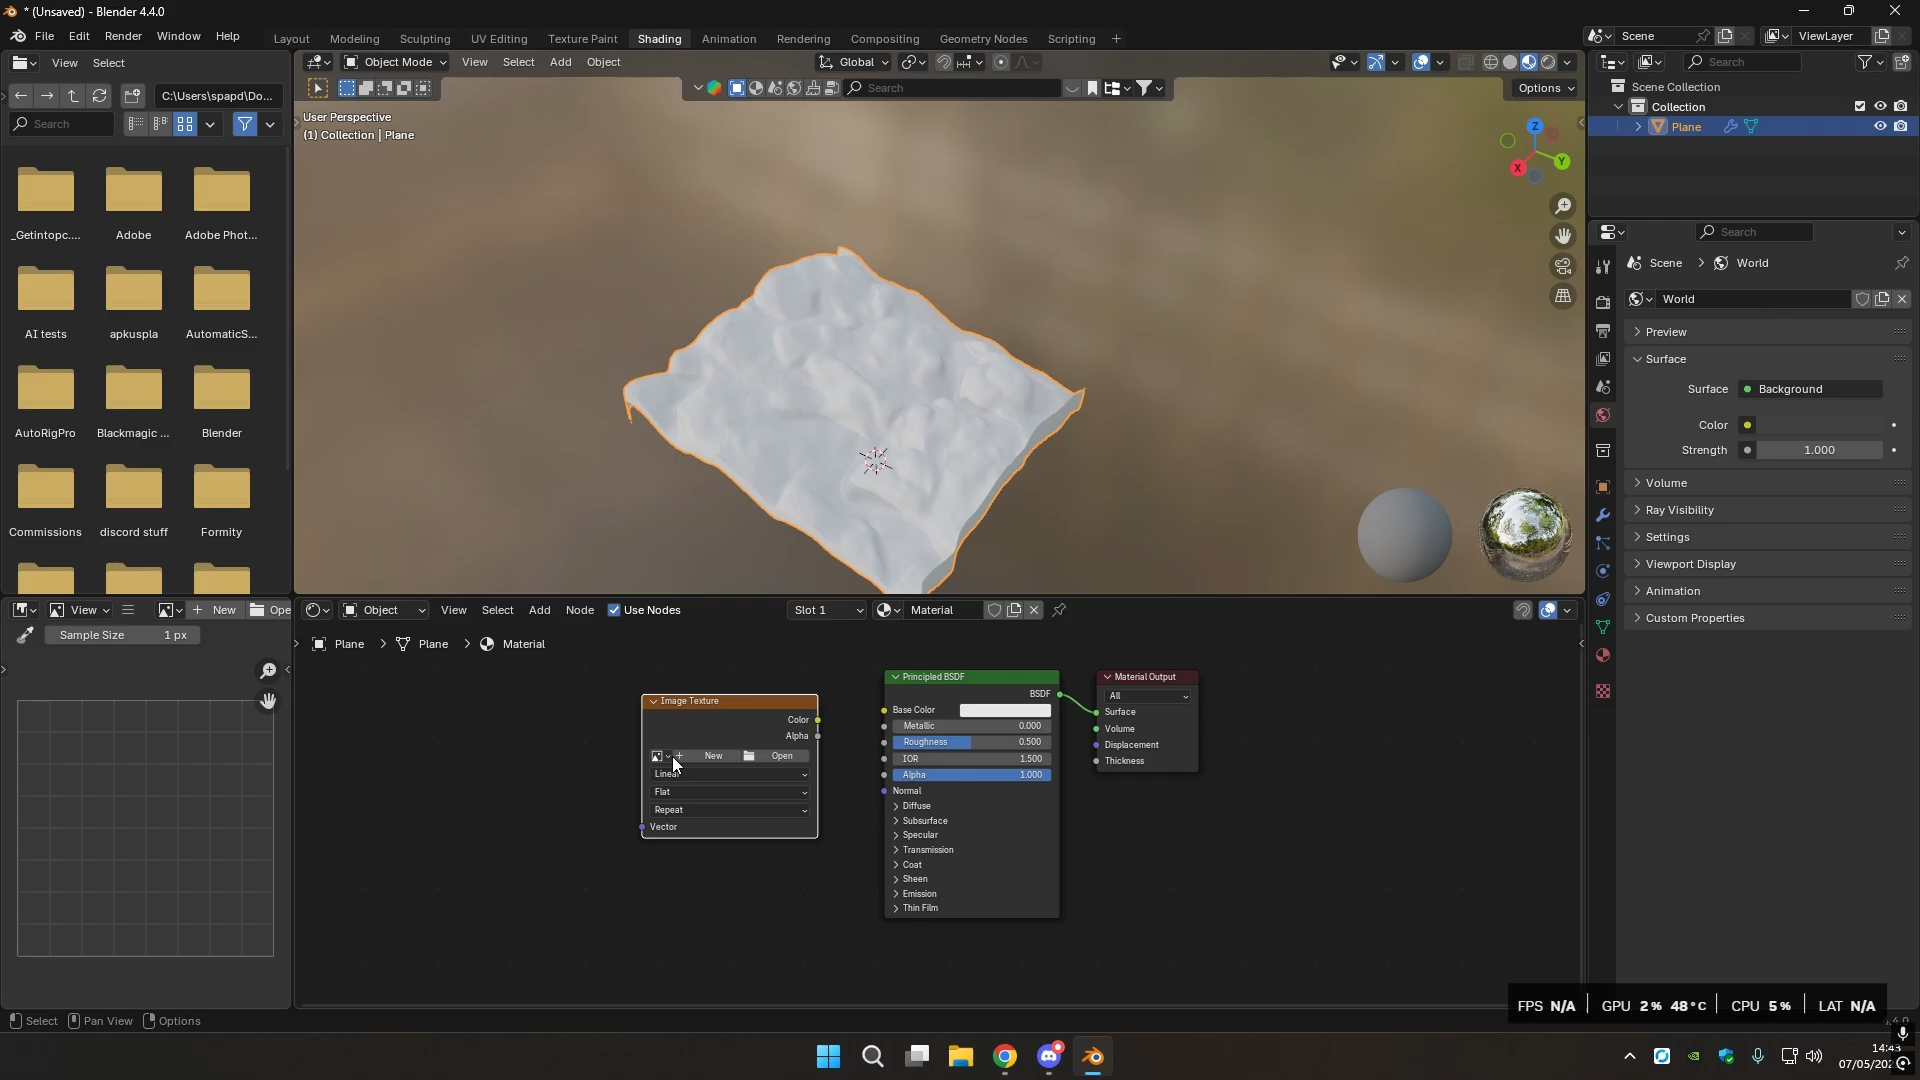 * (Unsaved) - Blender 4.4.0
File Edit Render Window Help
Layout Modeling Sculpting UV Editing Texture Paint Shading Animation Rendering Compositing Geometry Nodes Scripting +
Scene ViewLayer
View Select
Object Mode View Select Add Object Global
Search
C:\Users\spapd\Do...
Search
Search
Options
User Perspective
(1) Collection | Plane
Z
Y
X
Scene Collection
Collection
Plane
_Getintopc....
Adobe
Adobe Phot...
AI tests
apkuspla
AutomaticS...
AutoRigPro
Blackmagic ...
Blender
Commissions
discord stuff
Formity
Search
Scene > World
World
Preview
Surface
Surface Background
Color
Strength 1.000
Volume
Ray Visibility
Settings
Viewport Display
Animation
Custom Properties
View + New Ope
Sample Size 1 px
Object View Select Add Node Use Nodes Slot 1 Material
Plane > Plane > Material
Image Texture
Color
Alpha
New Open
Linear
Flat
Repeat
Vector
Principled BSDF
BSDF
Base Color
Metallic 0.000
Roughness 0.500
IOR 1.500
Alpha 1.000
Normal
Diffuse
Subsurface
Specular
Transmission
Coat
Sheen
Emission
Thin Film
Material Output
All
Surface
Volume
Displacement
Thickness
FPS N/A GPU 2% 48°C CPU 5% LAT N/A
Select Pan View Options
4.4.0
14:43